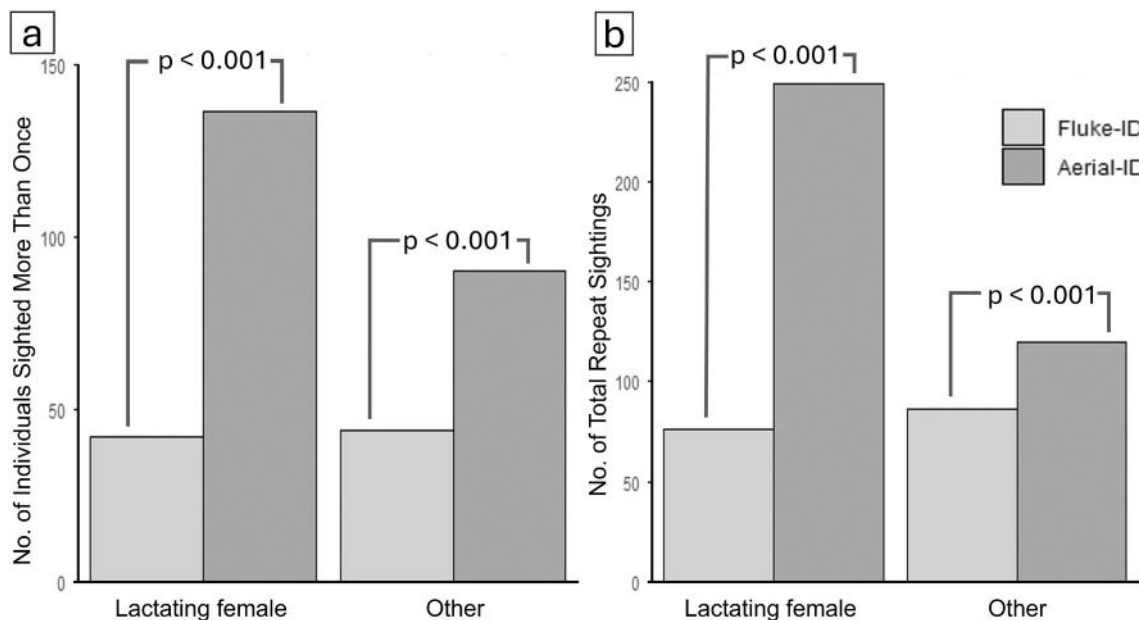 a
No. of Individuals Sighted More Than Once
150
100
50
0
p < 0.001
p < 0.001
Lactating female
Other
b
No. of Total Repeat Sightings
250
200
150
100
50
0
p < 0.001
p < 0.001
Fluke-ID
Aerial-ID
Lactating female
Other